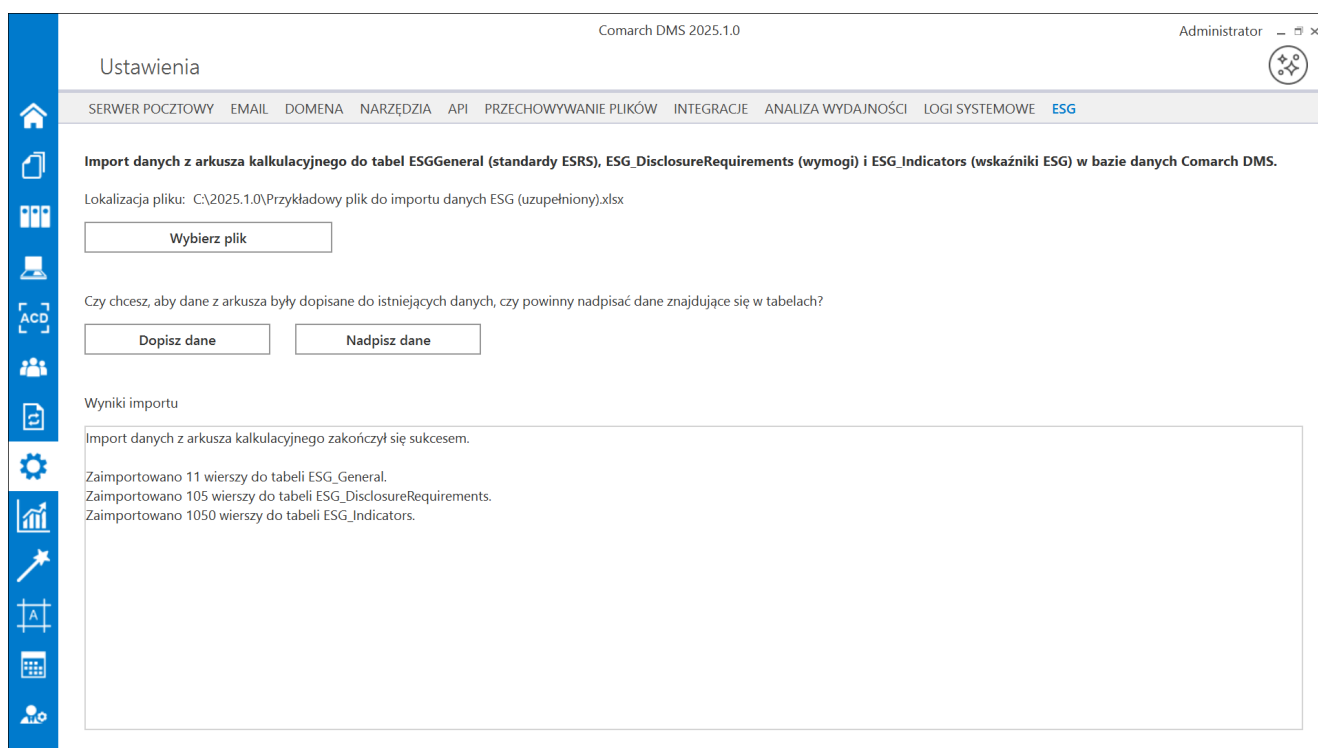 Comarch DMS 2025.1.0
Administrator
Ustawienia
SERWER POCZTOWY EMAIL DOMENA NARZĘDZIA API PRZECHOWYWANIE PLIKÓW INTEGRACJE ANALIZA WYDAJNOŚCI LOGI SYSTEMOWE ESG
Import danych z arkusza kalkulacyjnego do tabel ESGGeneral (standardy ESRS), ESG_DisclosureRequirements (wymogi) i ESG_Indicators (wskaźniki ESG) w bazie danych Comarch DMS.
Lokalizacja pliku: C:\2025.1.0\Przykładowy plik do importu danych ESG (uzupełniony).xlsx
Wybierz plik
Czy chcesz, aby dane z arkusza były dopisane do istniejących danych, czy powinny nadpisać dane znajdujące się w tabelach?
Dopisz dane Nadpisz dane
ACD
Wyniki importu
Import danych z arkusza kalkulacyjnego zakończył się sukcesem.
Zaimportowano 11 wierszy do tabeli ESG_General.
Zaimportowano 105 wierszy do tabeli ESG_DisclosureRequirements.
Zaimportowano 1050 wierszy do tabeli ESG_Indicators.
A